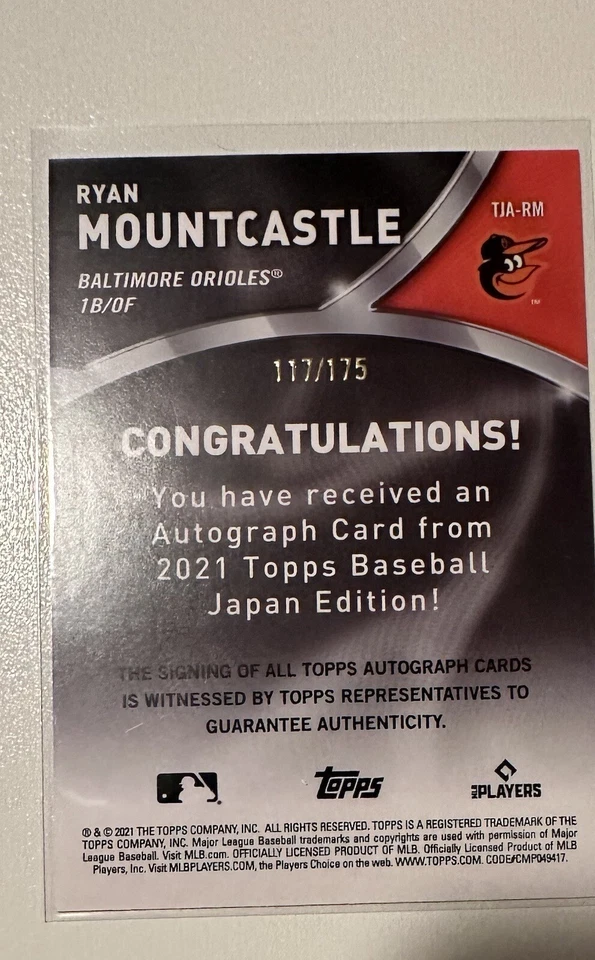 RYAN
MOUNTCASTLE
BALTIMORE ORIOLES®
1B/OF
TJA-RM
TM
117/175
CONGRATULATIONS!
You have received an
Autograph Card from
2021 Topps Baseball
Japan Edition!
THE SIGNING OF ALL TOPPS AUTOGRAPH CARDS
IS WITNESSED BY TOPPS REPRESENTATIVES TO
GUARANTEE AUTHENTICITY.
Topps
MLB PLAYERS
® & © 2021 THE TOPPS COMPANY, INC. ALL RIGHTS RESERVED. TOPPS IS A REGISTERED TRADEMARK OF THE
TOPPS COMPANY, INC. Major League Baseball trademarks and copyrights are used with permission of Major
League Baseball. Visit MLB.com. OFFICIALLY LICENSED PRODUCT OF MLB. Officially Licensed Product of MLB
Players, Inc. Visit MLBPLAYERS.COM, the Players Choice on the web. WWW.TOPPS.COM. CODE#CMP049417.